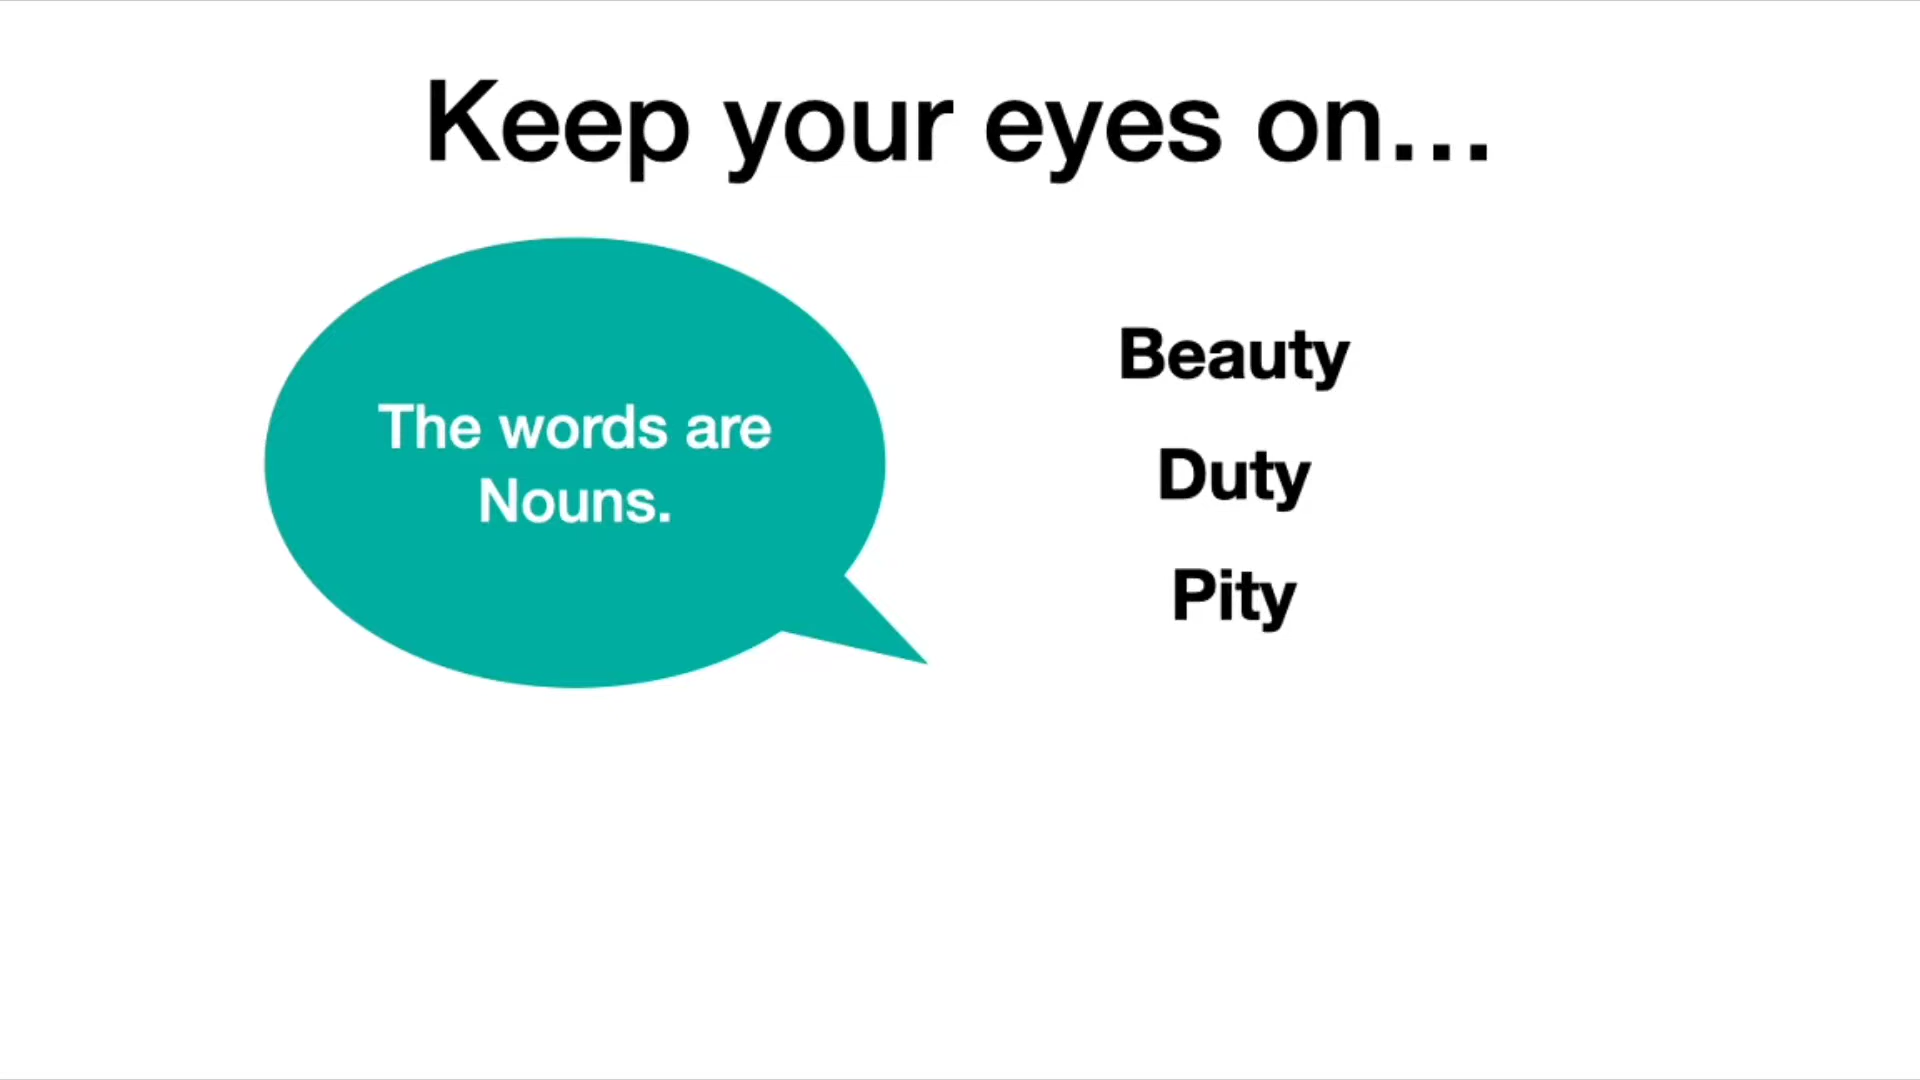 Keep your eyes on…
The words are
Nouns.
Beauty
Duty
Pity